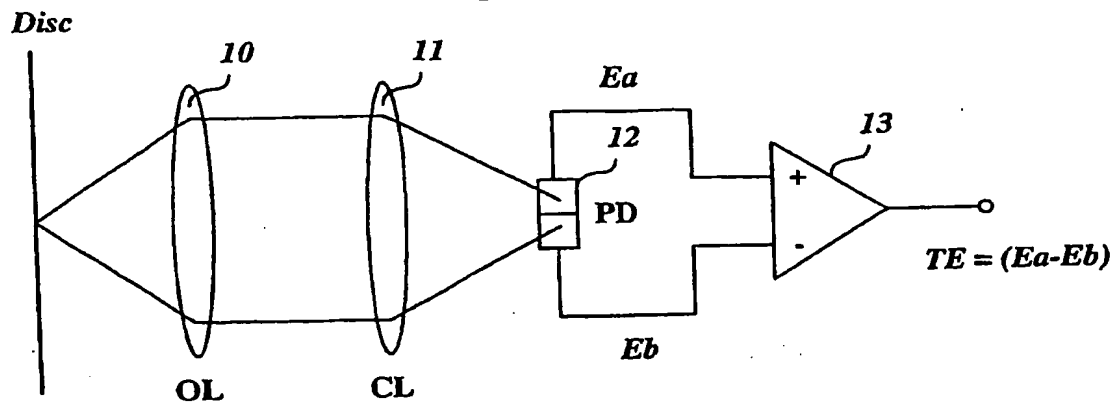 Disc
10
11
Ea
12
13
PD
+
-
TE = (Ea-Eb)
Eb
OL
CL